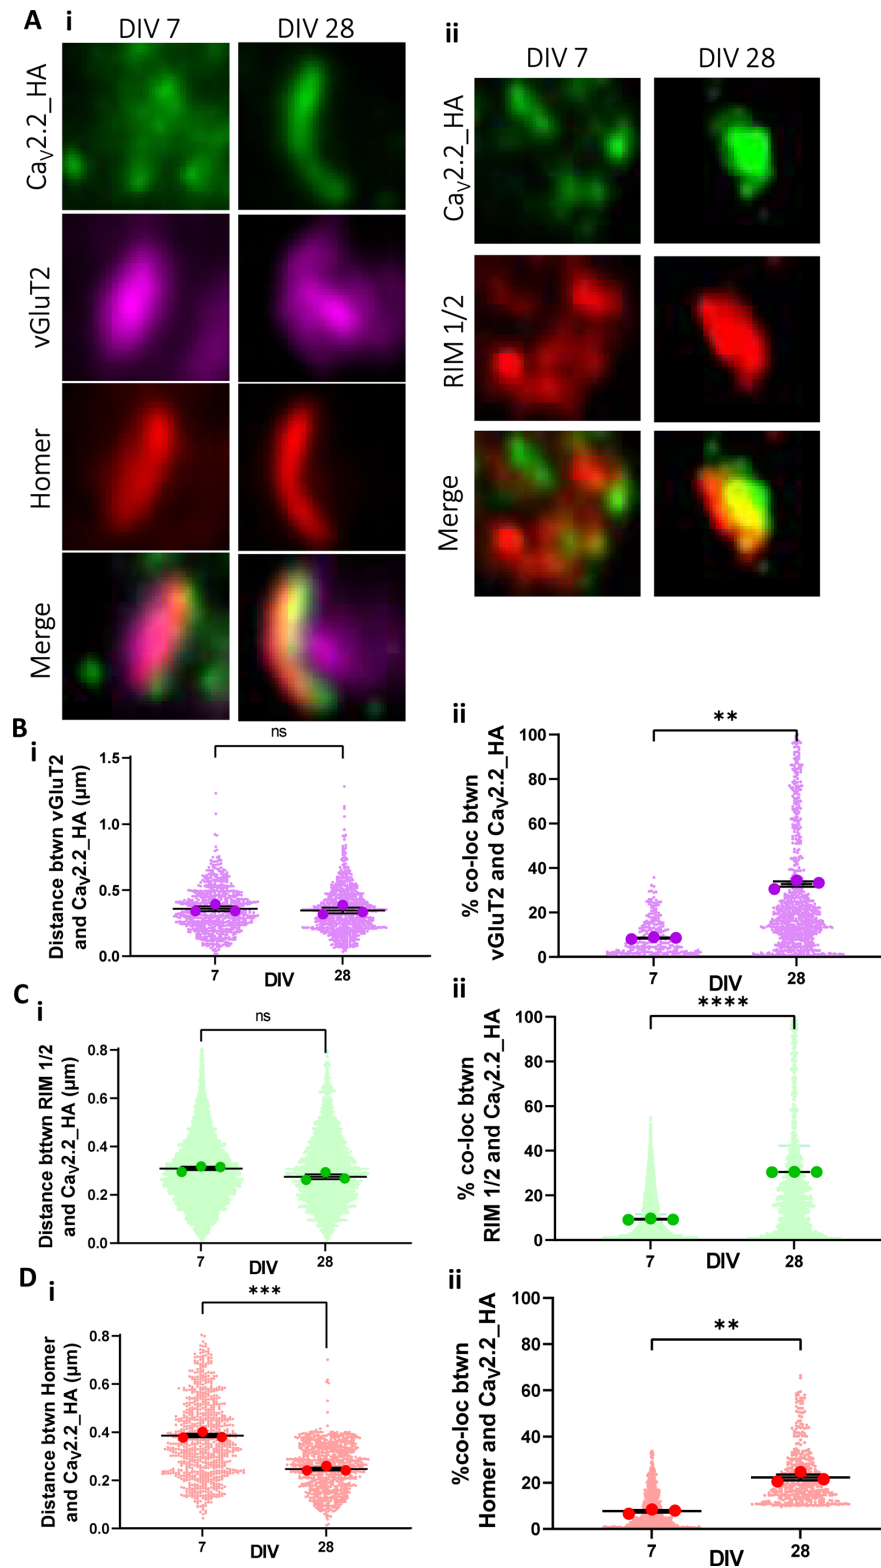 A i
DIV 7 DIV 28
CaV2.2_HA
vGluT2
Homer
Merge
ii
DIV 7 DIV 28
CaV2.2_HA
RIM 1/2
Merge
B
i
Distance btwn vGluT2
and CaV2.2_HA (µm)
ns
1.5
1.0
0.5
0.0
7 28
DIV
ii
% co-loc btwn
vGluT2 and CaV2.2_HA
**
100
80
60
40
20
0
7 28
DIV
C
i
Distance bttwn RIM 1/2
and CaV2.2_HA (µm)
ns
0.8
0.6
0.4
0.2
0.0
7 28
DIV
ii
% co-loc btwn
RIM 1/2 and CaV2.2_HA
****
100
80
60
40
20
0
7 28
DIV
D
i
Distance btwn Homer
and CaV2.2_HA (µm)
***
0.8
0.6
0.4
0.2
0.0
7 28
DIV
ii
%co-loc btwn
Homer and CaV2.2_HA
**
100
80
60
40
20
0
7 28
DIV